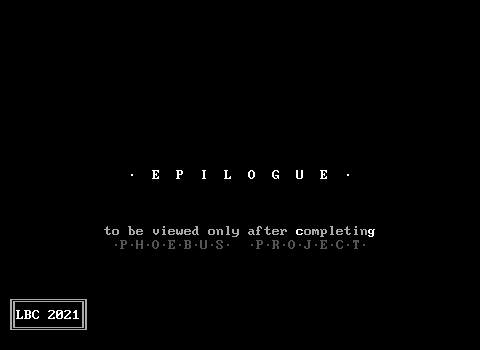 · E P I L O G U E ·
to be viewed only after completing
·P·H·O·E·B·U·S· ·P·R·O·J·E·C·T·
LBC 2021